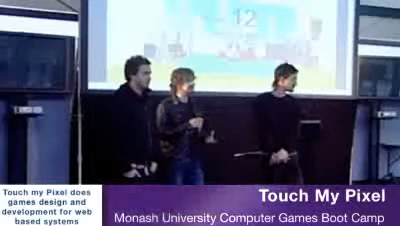 12
Touch my Pixel does
games design and
development for web
based systems
Touch My Pixel
Monash University Computer Games Boot Camp